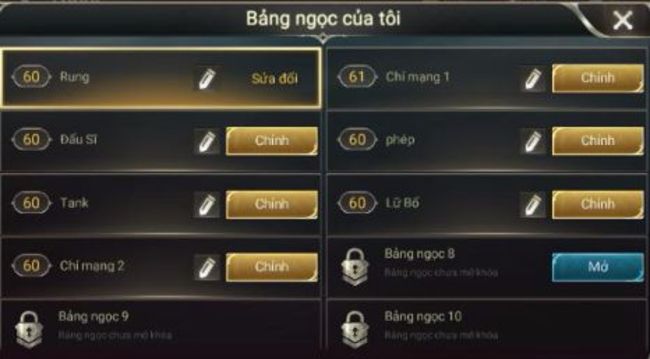 Bảng ngọc của tôi
60 Rung Sửa đổi
61 Chí mạng 1 Chỉnh
60 Đấu Sĩ Chỉnh
60 phép Chỉnh
60 Tank Chỉnh
60 Lữ Bố Chỉnh
60 Chí mạng 2 Chỉnh
Bảng ngọc 8 Mở
Bảng ngọc chưa mở khóa
Bảng ngọc 9
Bảng ngọc chưa mở khóa
Bảng ngọc 10
Bảng ngọc chưa mở khóa